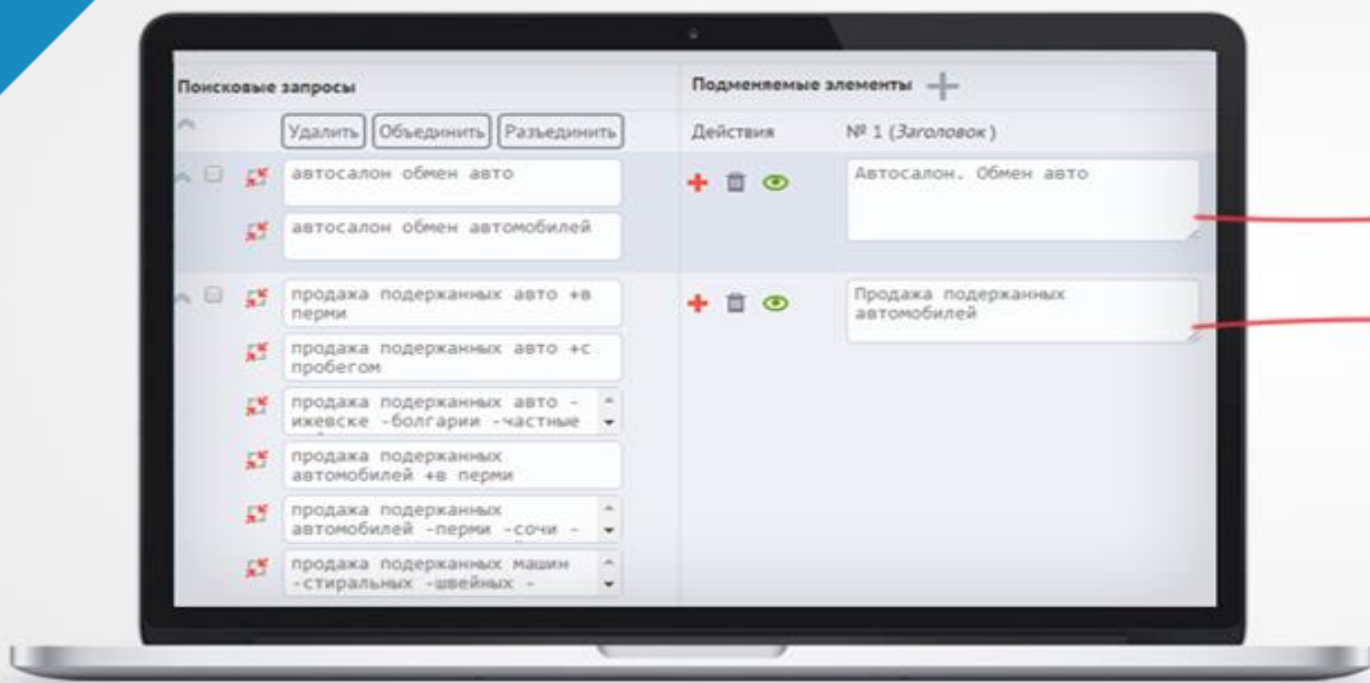 Поисковые запросы
Подменяемые элементы
Удалить Объединить Разъединить
Действия
№ 1 (Заголовок)
автосалон обмен авто
Автосалон. Обмен авто
автосалон обмен автомобилей
продажа подержанных авто +в
перми
Продажа подержанных
автомобилей
продажа подержанных авто +с
пробегом
продажа подержанных авто -
ижевске -болгарии -частные
продажа подержанных
автомобилей +в перми
продажа подержанных
автомобилей -перми -сочи -
продажа подержанных машин
-стиральных -швейных -